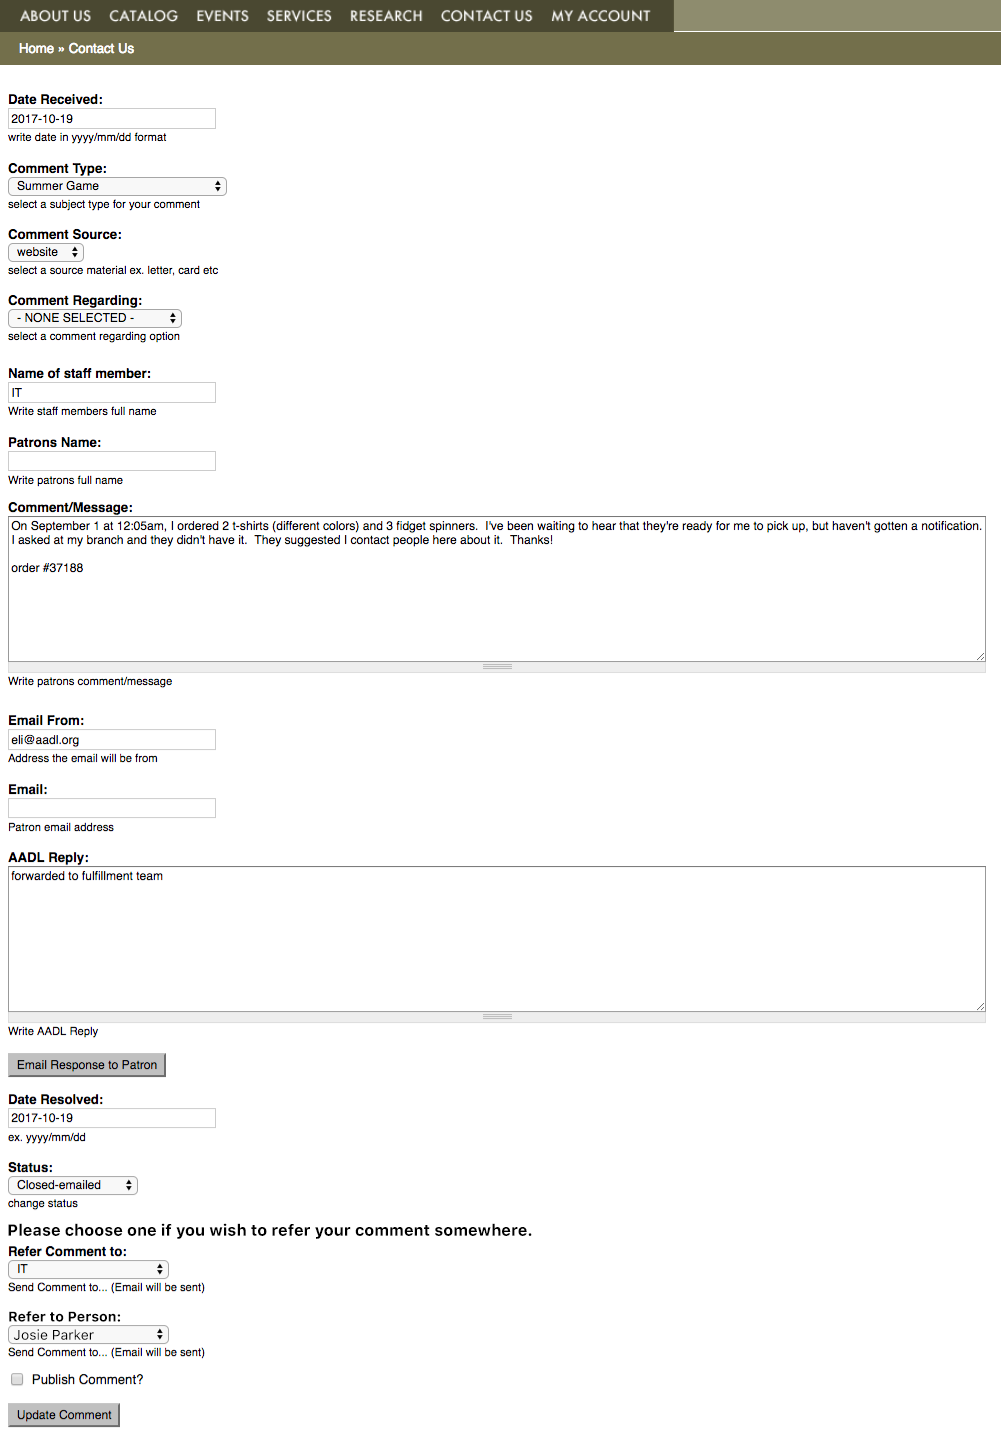 ABOUT US CATALOG EVENTS SERVICES RESEARCH CONTACT US MY ACCOUNT
Home » Contact Us
Date Received:
2017-10-19
write date in yyyy/mm/dd format
Comment Type:
Summer Game
select a subject type for your comment
Comment Source:
website
select a source material ex. letter, card etc
Comment Regarding:
- NONE SELECTED -
select a comment regarding option
Name of staff member:
IT
Write staff members full name
Patrons Name:
Write patrons full name
Comment/Message:
On September 1 at 12:05am, I ordered 2 t-shirts (different colors) and 3 fidget spinners.  I've been waiting to hear that they're ready for me to pick up, but haven't gotten a notification.
I asked at my branch and they didn't have it.  They suggested I contact people here about it.  Thanks!
order #37188
Write patrons comment/message
Email From:
eli@aadl.org
Address the email will be from
Email:
Patron email address
AADL Reply:
forwarded to fulfillment team
Write AADL Reply
Email Response to Patron
Date Resolved:
2017-10-19
ex. yyyy/mm/dd
Status:
Closed-emailed
change status
Please choose one if you wish to refer your comment somewhere.
Refer Comment to:
IT
Send Comment to... (Email will be sent)
Refer to Person:
Josie Parker
Send Comment to... (Email will be sent)
Publish Comment?
Update Comment